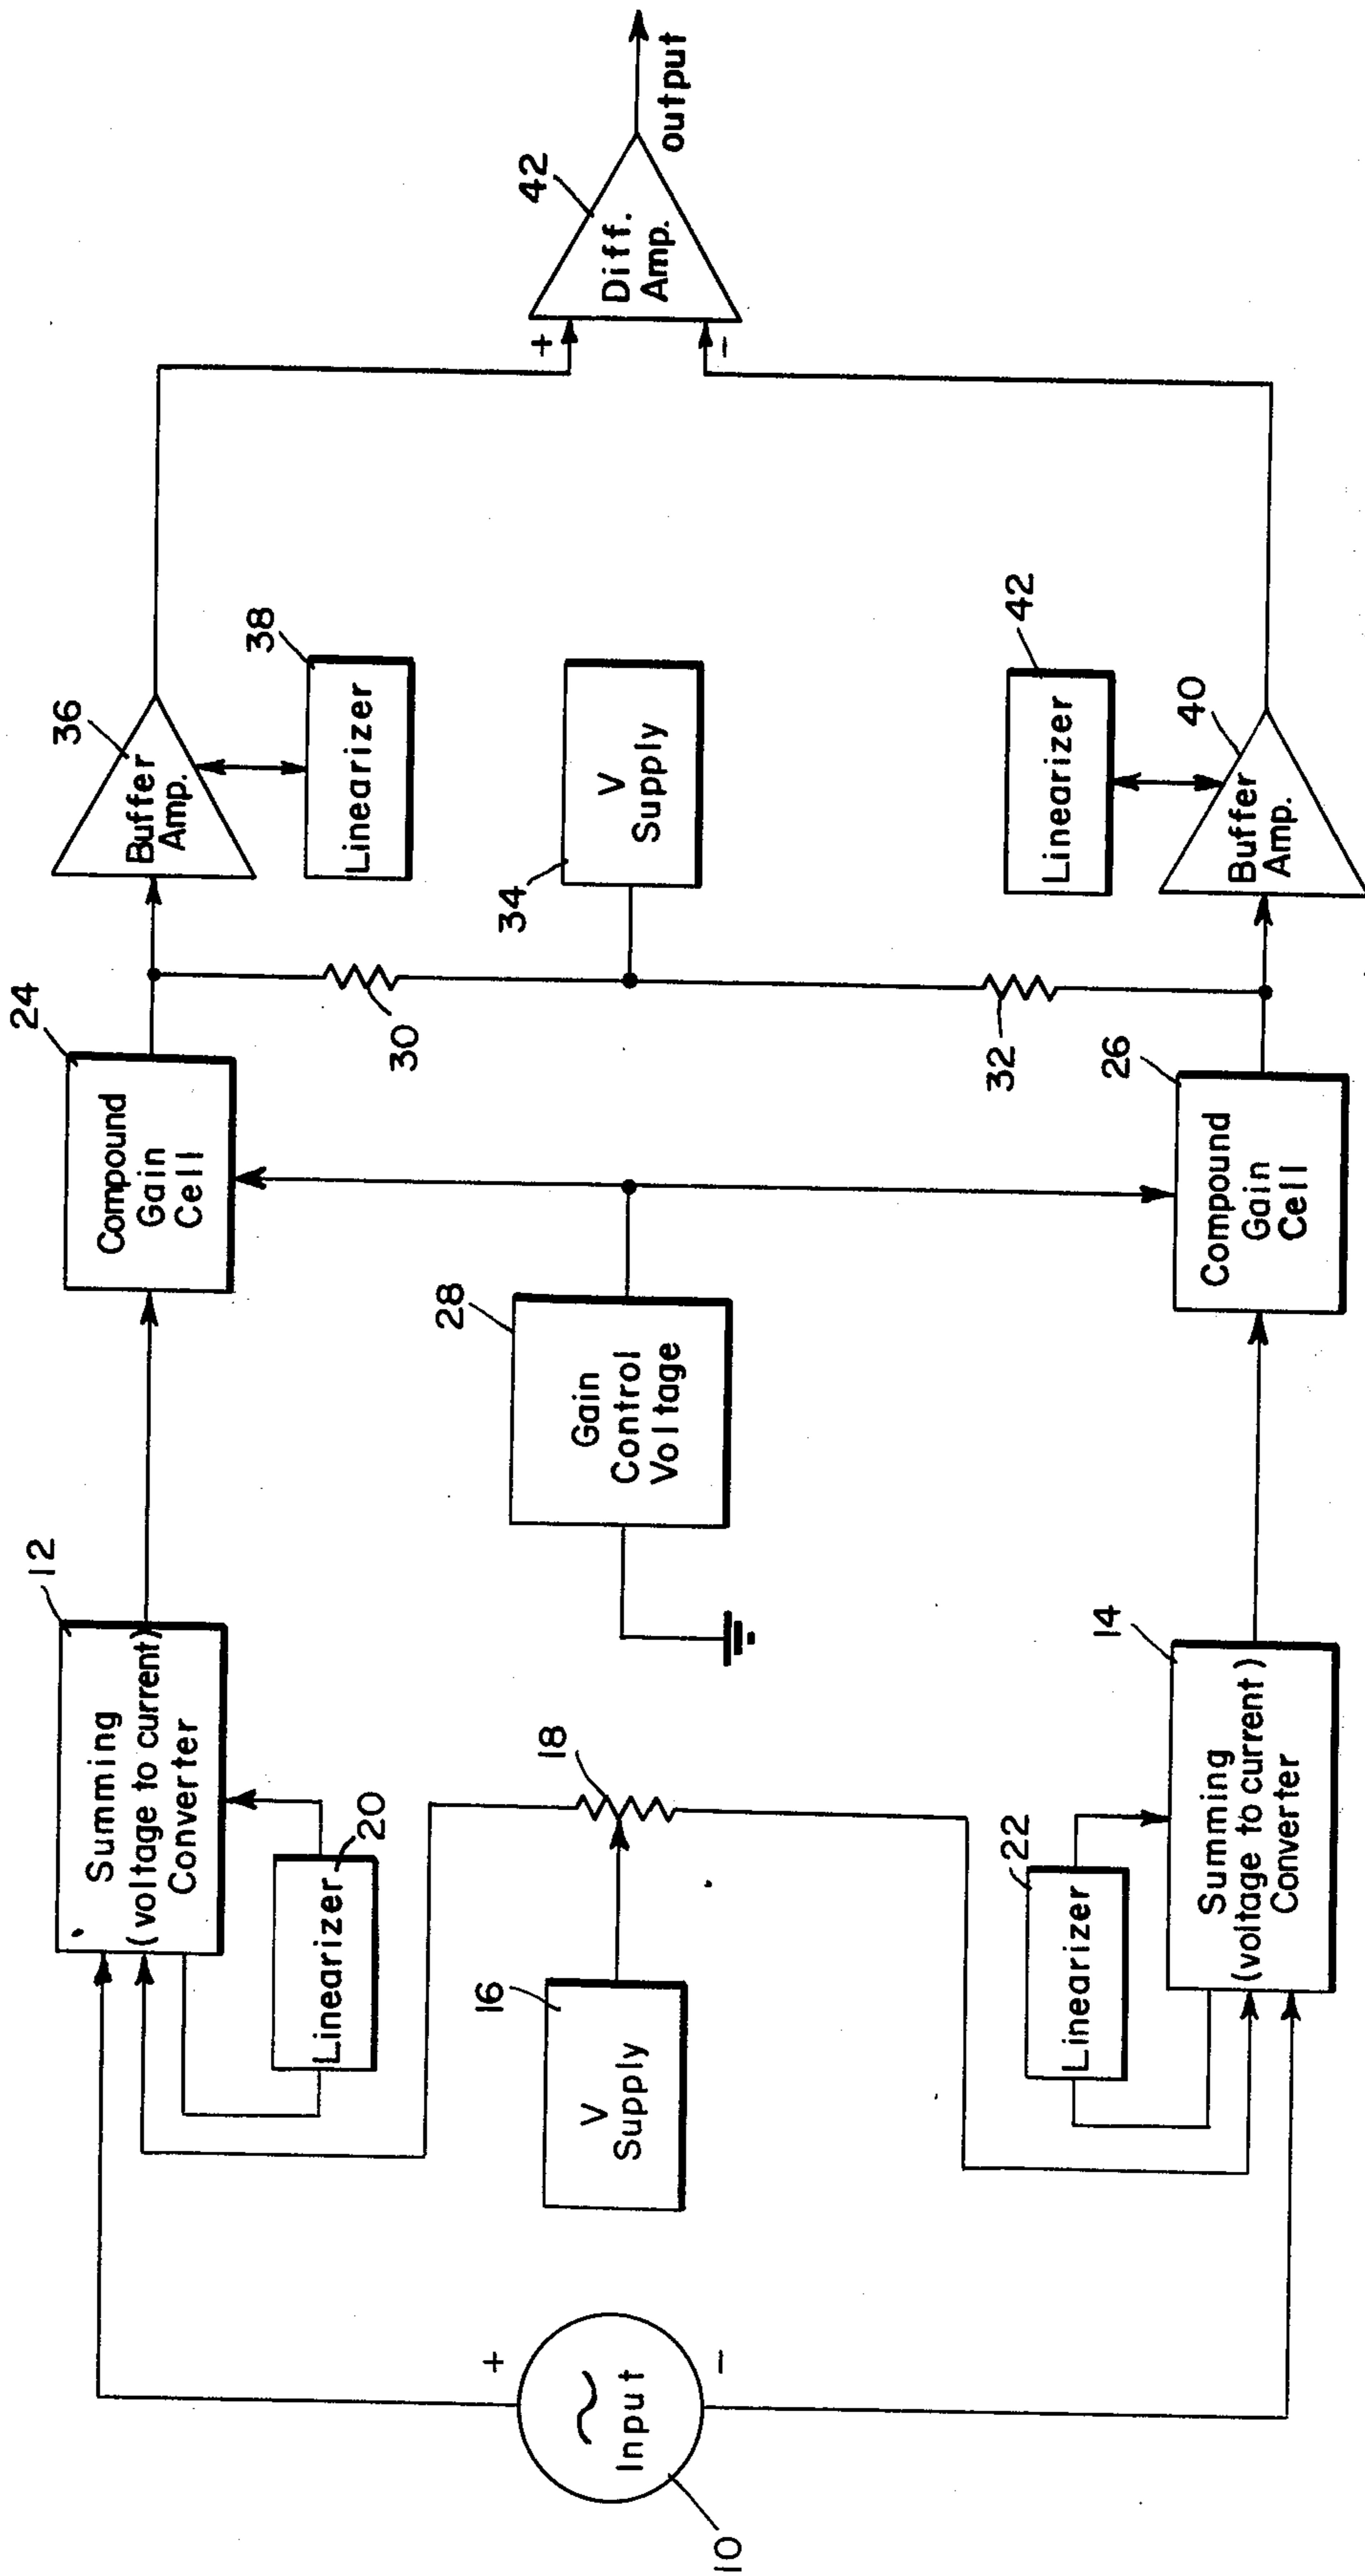 10
Input
+
-
12
Summing
(voltage to current)
Converter
20
Linearizer
16
V
Supply
18
22
Linearizer
14
Summing
(voltage to current)
Converter
28
Gain
Control
Voltage
24
Compound
Gain
Cell
26
Compound
Gain
Cell
30
32
34
V
Supply
36
Buffer
Amp.
38
Linearizer
42
Linearizer
40
Buffer
Amp.
+
-
42
Diff.
Amp.
output